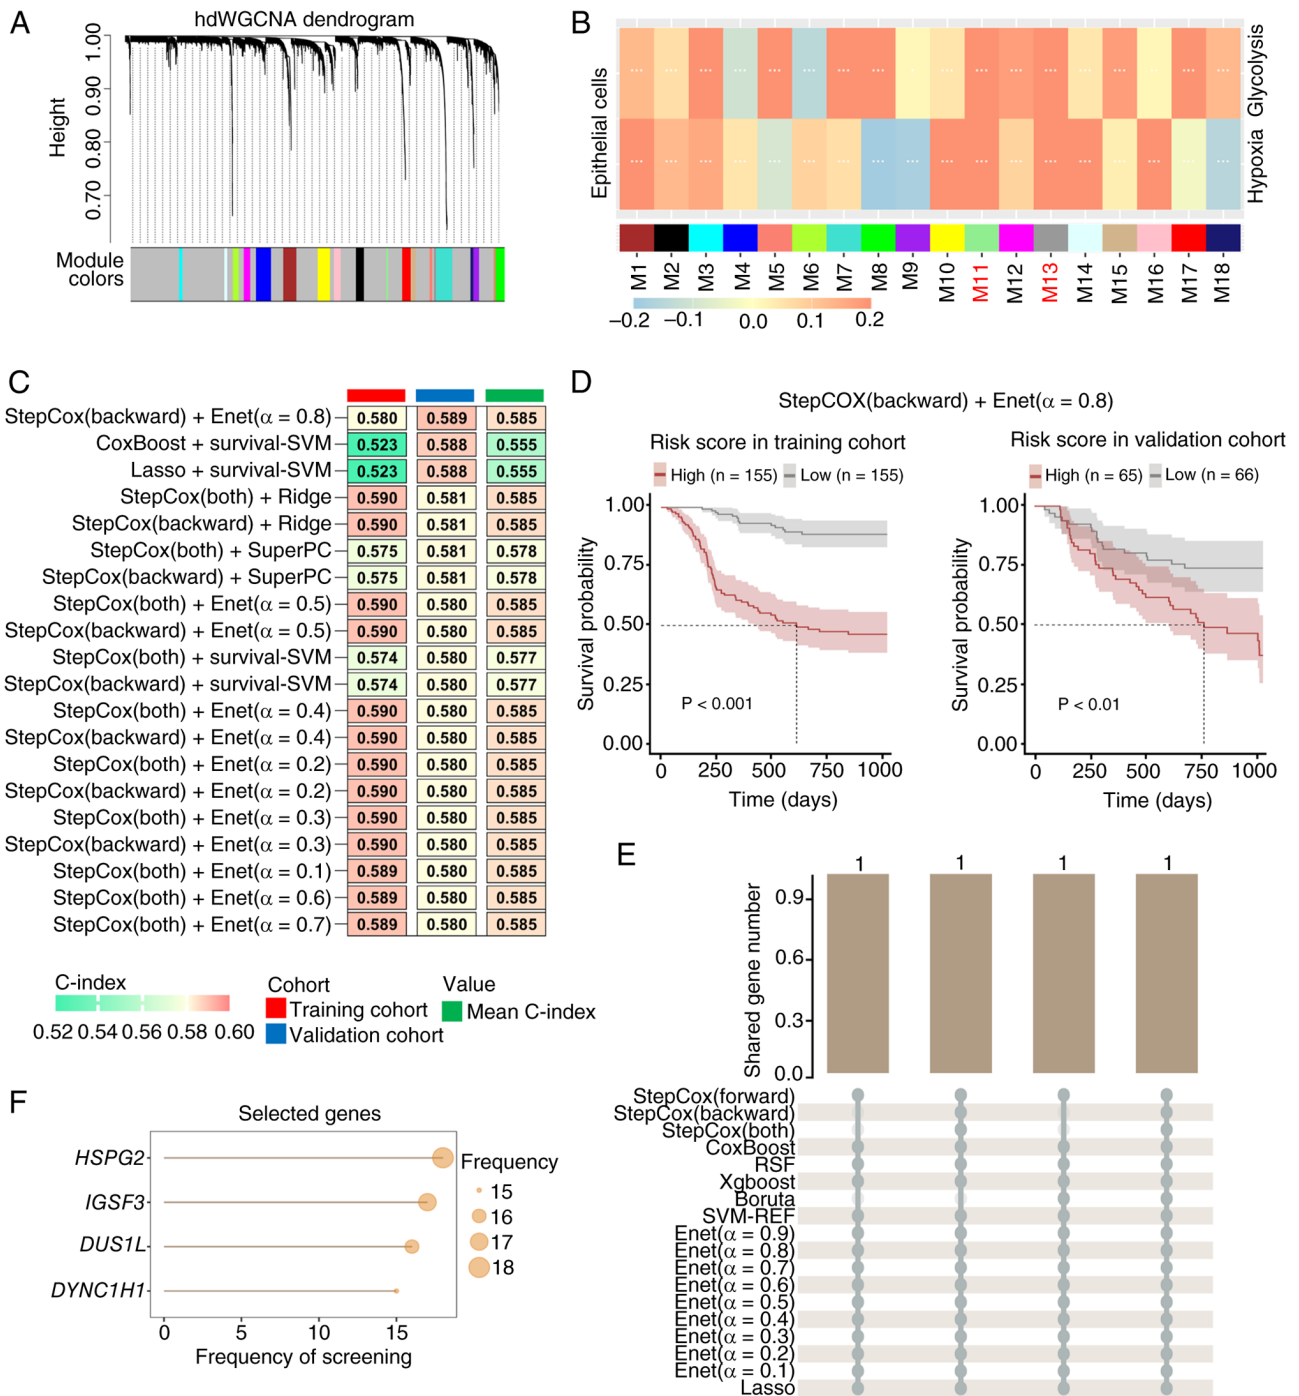 A
hdWGCNA dendrogram
Height
1.00
0.90
0.80
0.70
Module
colors
B
Epithelial cells
Glycolysis
Hypoxia
M1 M2 M3 M4 M5 M6 M7 M8 M9 M10 M11 M12 M13 M14 M15 M16 M17 M18
−0.2 −0.1 0.0 0.1 0.2
C
StepCox(backward) + Enet(α = 0.8) 0.580 0.589 0.585
CoxBoost + survival-SVM 0.523 0.588 0.555
Lasso + survival-SVM 0.523 0.588 0.555
StepCox(both) + Ridge 0.590 0.581 0.585
StepCox(backward) + Ridge 0.590 0.581 0.585
StepCox(both) + SuperPC 0.575 0.581 0.578
StepCox(backward) + SuperPC 0.575 0.581 0.578
StepCox(both) + Enet(α = 0.5) 0.590 0.580 0.585
StepCox(backward) + Enet(α = 0.5) 0.590 0.580 0.585
StepCox(both) + survival-SVM 0.574 0.580 0.577
StepCox(backward) + survival-SVM 0.574 0.580 0.577
StepCox(both) + Enet(α = 0.4) 0.590 0.580 0.585
StepCox(backward) + Enet(α = 0.4) 0.590 0.580 0.585
StepCox(both) + Enet(α = 0.2) 0.590 0.580 0.585
StepCox(backward) + Enet(α = 0.2) 0.590 0.580 0.585
StepCox(both) + Enet(α = 0.3) 0.590 0.580 0.585
StepCox(backward) + Enet(α = 0.3) 0.590 0.580 0.585
StepCox(both) + Enet(α = 0.1) 0.589 0.580 0.585
StepCox(both) + Enet(α = 0.6) 0.589 0.580 0.585
StepCox(both) + Enet(α = 0.7) 0.589 0.580 0.585
C-index
0.52 0.54 0.56 0.58 0.60
Cohort
Training cohort
Validation cohort
Value
Mean C-index
D
StepCOX(backward) + Enet(α = 0.8)
Risk score in training cohort
High (n = 155) Low (n = 155)
Survival probability
1.00
0.75
0.50
0.25
0.00
P < 0.001
0 250 500 750 1000
Time (days)
Risk score in validation cohort
High (n = 65) Low (n = 66)
Survival probability
1.00
0.75
0.50
0.25
0.00
P < 0.01
0 250 500 750 1000
Time (days)
E
1 1 1 1
Shared gene number
0.9
0.6
0.3
0.0
StepCox(forward)
StepCox(backward)
StepCox(both)
CoxBoost
RSF
Xgboost
Boruta
SVM-REF
Enet(α = 0.9)
Enet(α = 0.8)
Enet(α = 0.7)
Enet(α = 0.6)
Enet(α = 0.5)
Enet(α = 0.4)
Enet(α = 0.3)
Enet(α = 0.2)
Enet(α = 0.1)
Lasso
F
Selected genes
HSPG2
IGSF3
DUS1L
DYNC1H1
0 5 10 15
Frequency of screening
Frequency
15
16
17
18